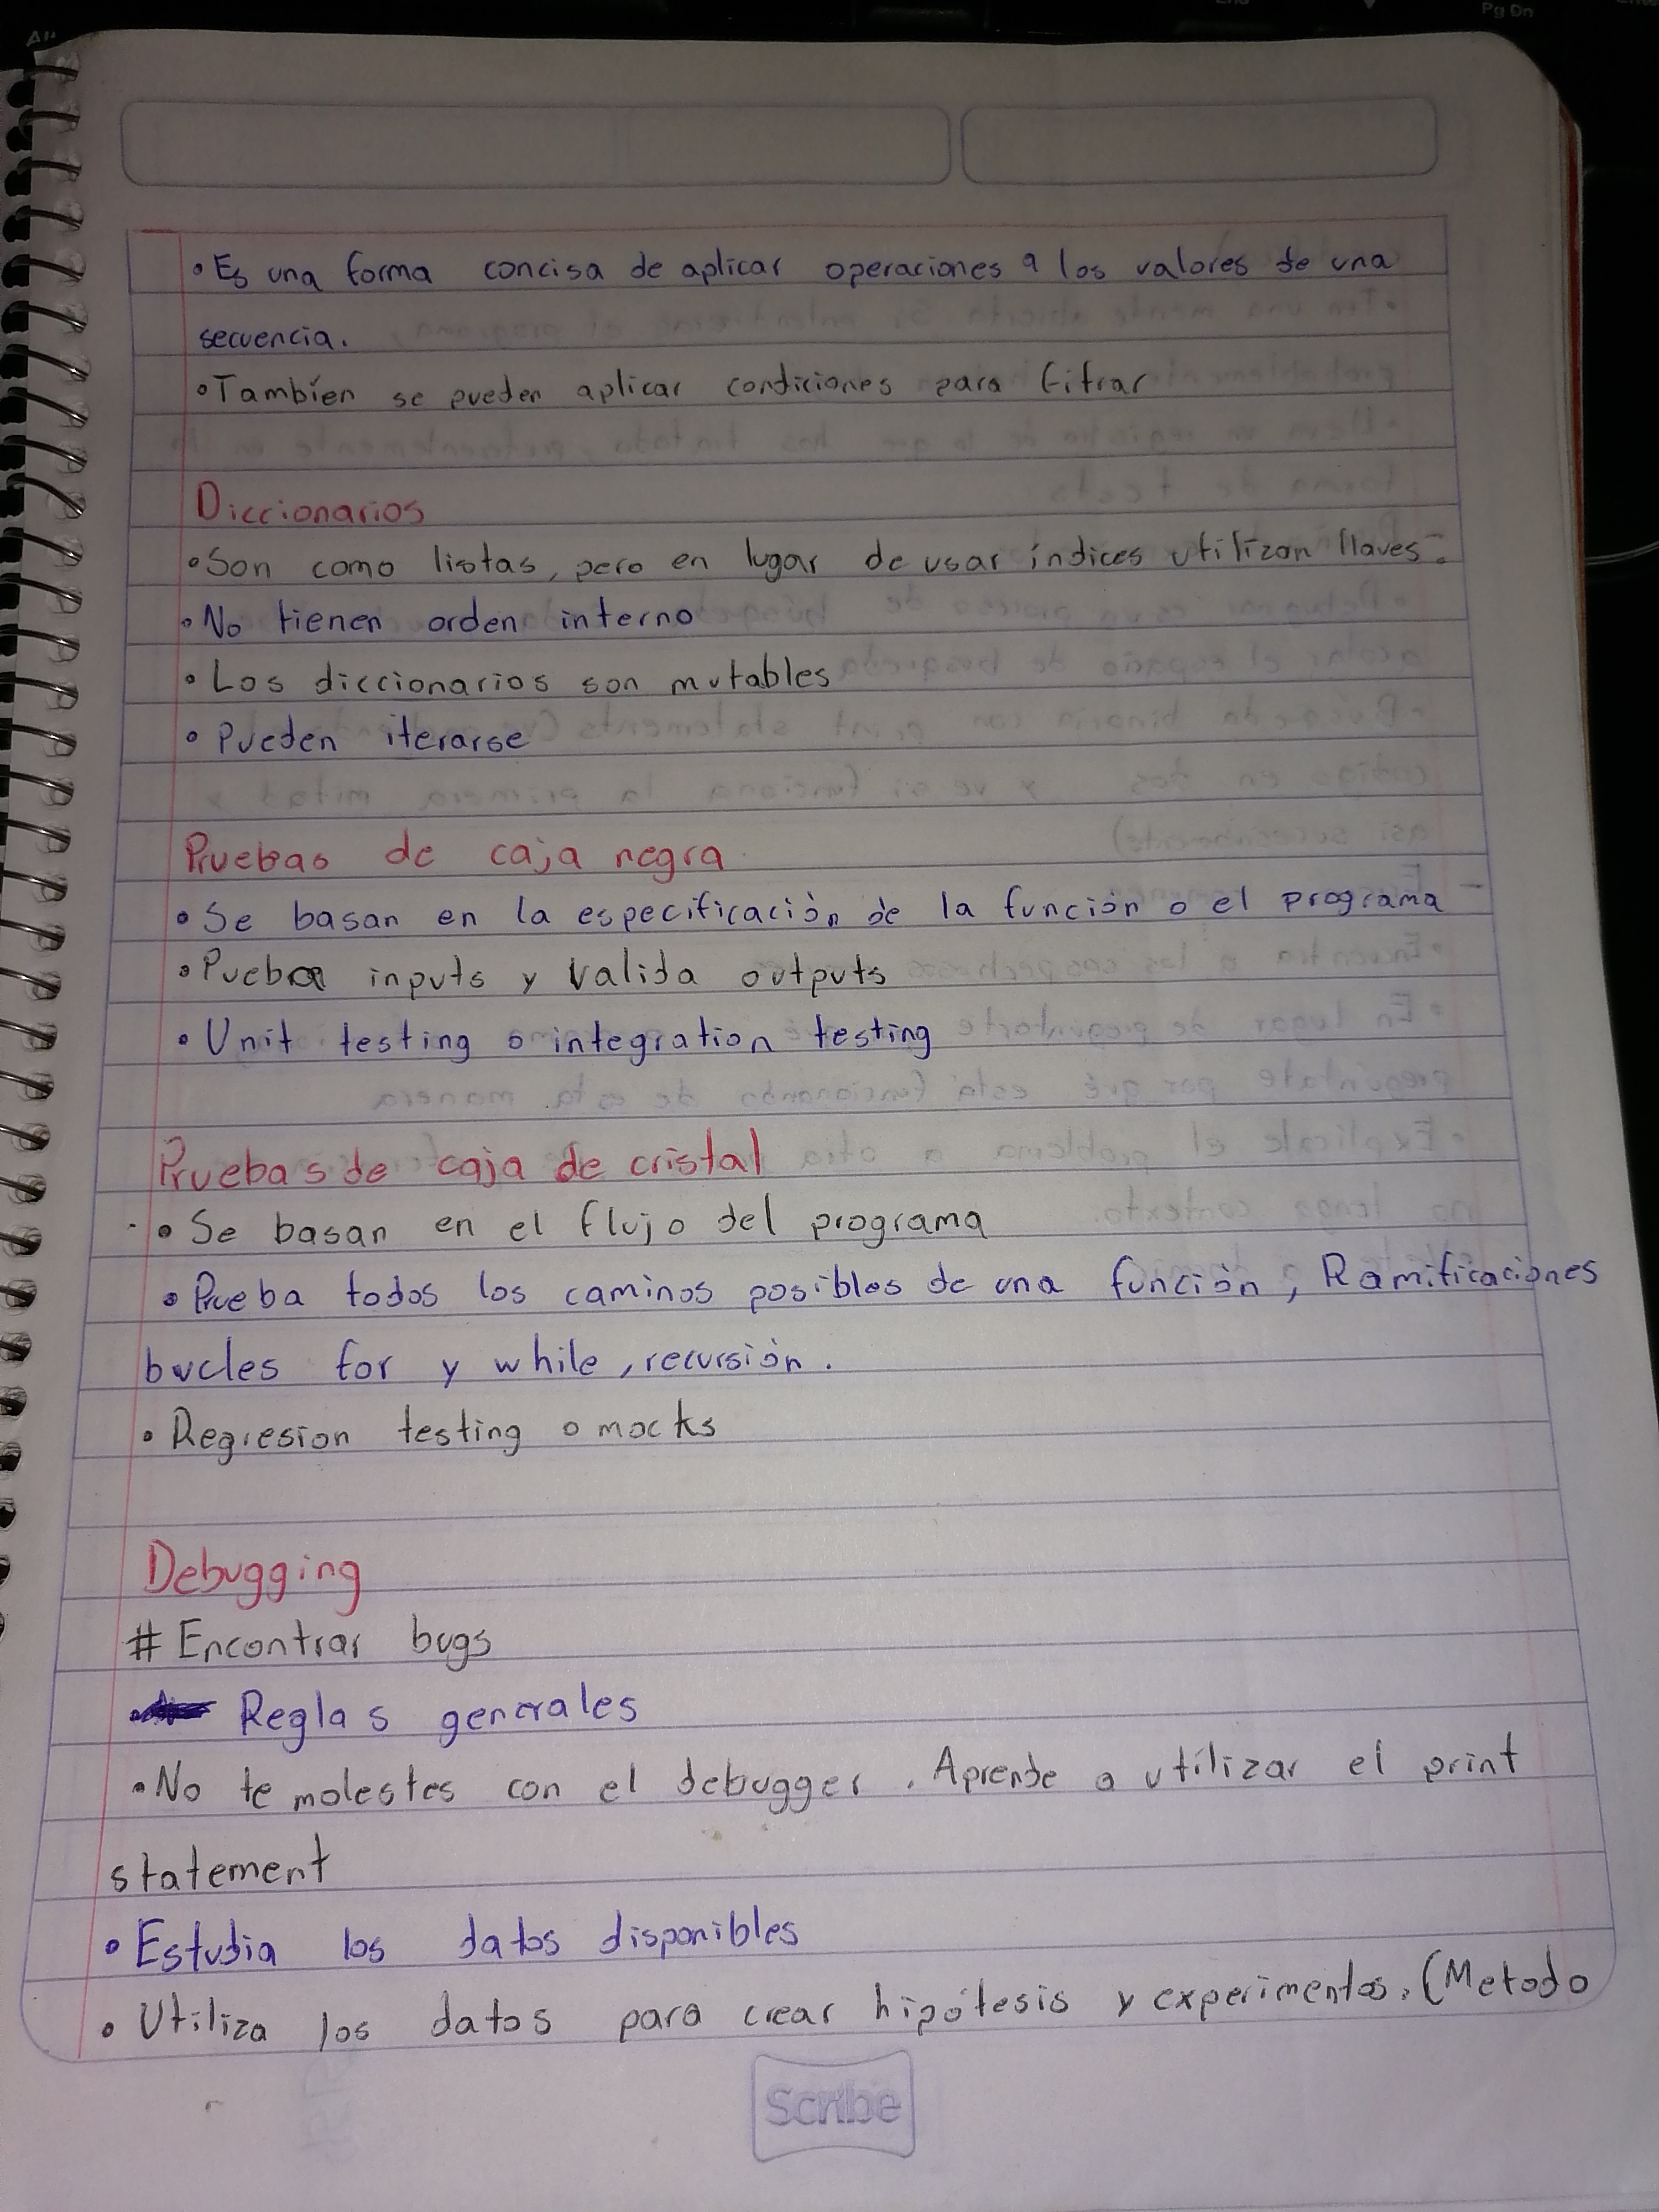 Pg Dn
• Es una forma concisa de aplicar operaciones a los valores de una
secuencia.
• Tambíen se pueden aplicar condiciones para fitrar
Diccionarios
• Son como listas, pero en lugar de usar índices utilizan llaves.
• No tienen orden interno
• Los diccionarios son mutables
• Pueden iterarse
Pruebas de caja negra
• Se basan en la especificación de la función o el programa
• Pueba inputs y valida outputs
• Unit testing o integration testing
Pruebas de caja de cristal
• Se basan en el flujo del programa
• Prueba todos los caminos posibles de una función, Ramificaciones
bucles for y while, recursión.
• Regresion testing o mocks
Debugging
# Encontrar bugs
Reglas generales
• No te molestes con el debugger. Aprende a utilizar el print
statement
• Estudia los datos disponibles
• Utiliza los datos para crear hipótesis y experimentos. (Metodo
Scribe